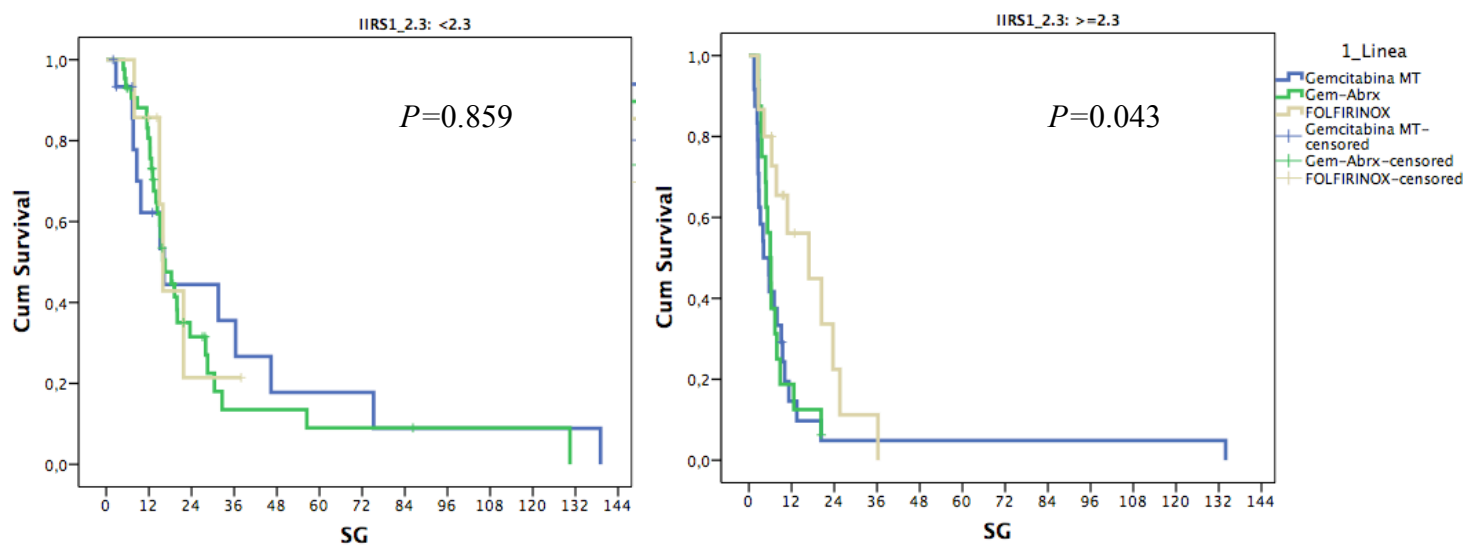 IIRS1_2.3: <2.3
P=0.859
Cum Survival
1,0
0,8
0,6
0,4
0,2
0,0
0 12 24 36 48 60 72 84 96 108 120 132 144
SG
IIRS1_2.3: >=2.3
P=0.043
Cum Survival
1,0
0,8
0,6
0,4
0,2
0,0
0 12 24 36 48 60 72 84 96 108 120 132 144
SG
1_Linea
Gemcitabina MT
Gem-Abrx
FOLFIRINOX
Gemcitabina MT-
censored
Gem-Abrx-censored
FOLFIRINOX-censored